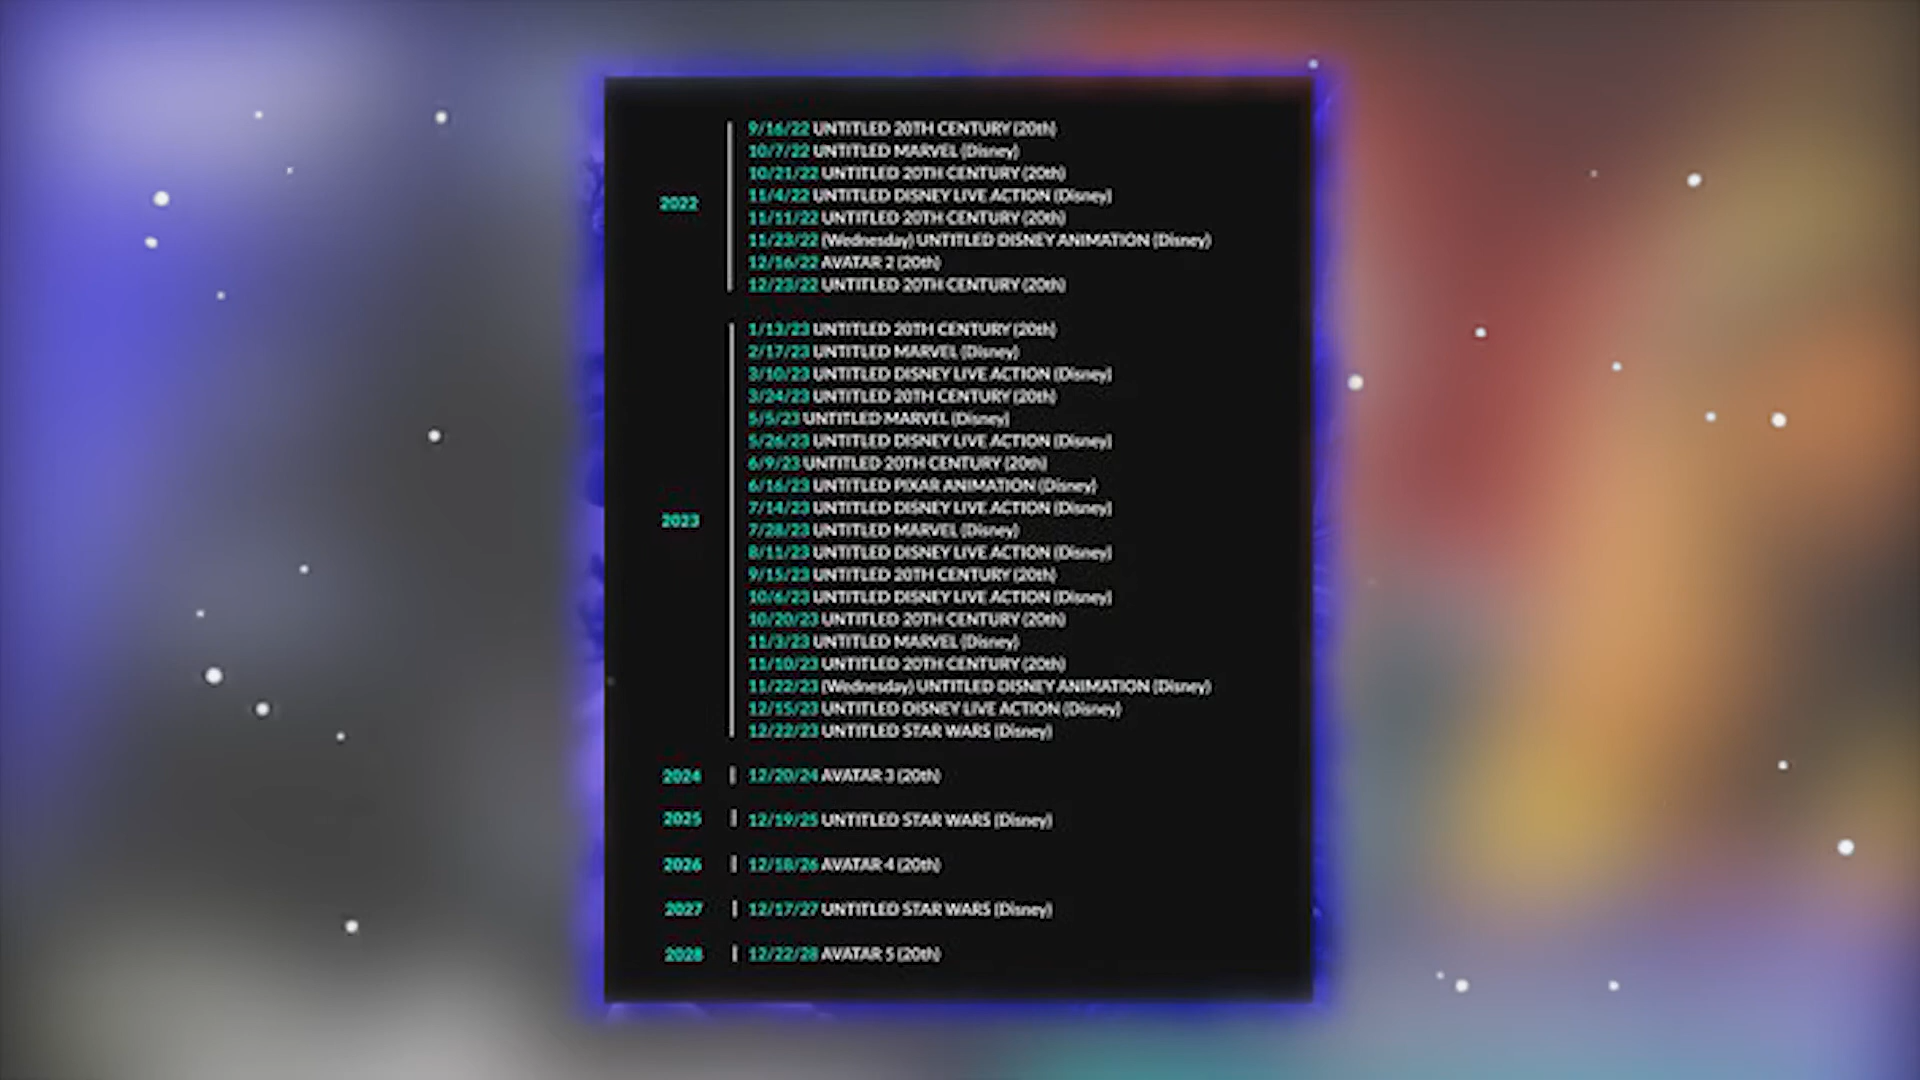 2022
9/16/22 UNTITLED 20TH CENTURY (20th)
10/7/22 UNTITLED MARVEL (Disney)
10/21/22 UNTITLED 20TH CENTURY (20th)
11/4/22 UNTITLED DISNEY LIVE ACTION (Disney)
11/11/22 UNTITLED 20TH CENTURY (20th)
11/23/22 (Wednesday) UNTITLED DISNEY ANIMATION (Disney)
12/16/22 AVATAR 2 (20th)
12/23/22 UNTITLED 20TH CENTURY (20th)
2023
1/13/23 UNTITLED 20TH CENTURY (20th)
2/17/23 UNTITLED MARVEL (Disney)
3/10/23 UNTITLED DISNEY LIVE ACTION (Disney)
3/24/23 UNTITLED 20TH CENTURY (20th)
5/5/23 UNTITLED MARVEL (Disney)
5/26/23 UNTITLED DISNEY LIVE ACTION (Disney)
6/9/23 UNTITLED 20TH CENTURY (20th)
6/16/23 UNTITLED PIXAR ANIMATION (Disney)
7/14/23 UNTITLED DISNEY LIVE ACTION (Disney)
7/28/23 UNTITLED MARVEL (Disney)
8/11/23 UNTITLED DISNEY LIVE ACTION (Disney)
9/15/23 UNTITLED 20TH CENTURY (20th)
10/6/23 UNTITLED DISNEY LIVE ACTION (Disney)
10/20/23 UNTITLED 20TH CENTURY (20th)
11/3/23 UNTITLED MARVEL (Disney)
11/10/23 UNTITLED 20TH CENTURY (20th)
11/22/23 (Wednesday) UNTITLED DISNEY ANIMATION (Disney)
12/15/23 UNTITLED DISNEY LIVE ACTION (Disney)
12/22/23 UNTITLED STAR WARS (Disney)
2024 12/20/24 AVATAR 3 (20th)
2025 12/19/25 UNTITLED STAR WARS (Disney)
2026 12/18/26 AVATAR 4 (20th)
2027 12/17/27 UNTITLED STAR WARS (Disney)
2028 12/22/28 AVATAR 5 (20th)